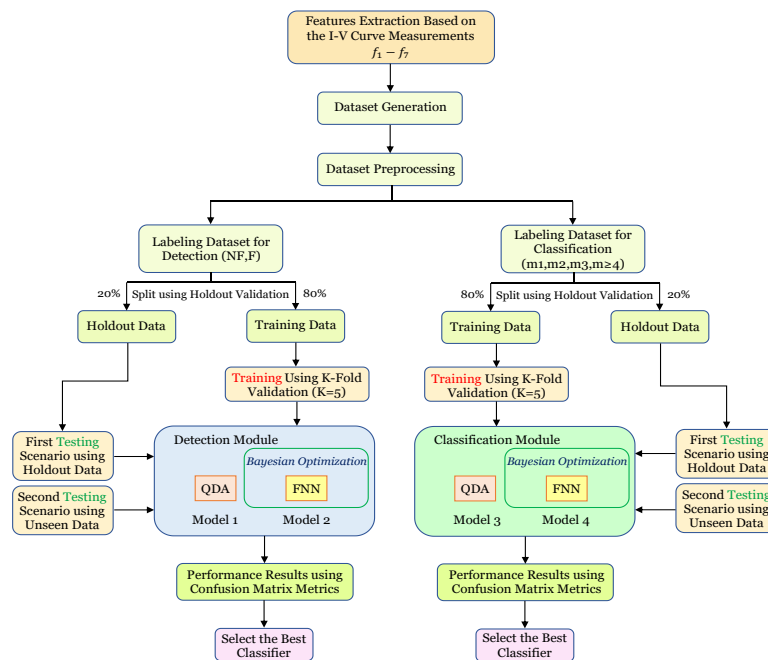 Features Extraction Based on
the I-V Curve Measurements
f₁ − f₇
Dataset Generation
Dataset Preprocessing
Labeling Dataset for
Detection (NF,F)
Labeling Dataset for
Classification
(m1,m2,m3,m≥4)
20%
Split using Holdout Validation
80%
80%
Split using Holdout Validation
20%
Holdout Data
Training Data
Training Data
Holdout Data
Training Using K-Fold
Validation (K=5)
Training Using K-Fold
Validation (K=5)
First Testing
Scenario using
Holdout Data
Second Testing
Scenario using
Unseen Data
Detection Module
Bayesian Optimization
QDA
FNN
Model 1
Model 2
Classification Module
Bayesian Optimization
QDA
FNN
Model 3
Model 4
First Testing
Scenario using
Holdout Data
Second Testing
Scenario using
Unseen Data
Performance Results using
Confusion Matrix Metrics
Performance Results using
Confusion Matrix Metrics
Select the Best
Classifier
Select the Best
Classifier